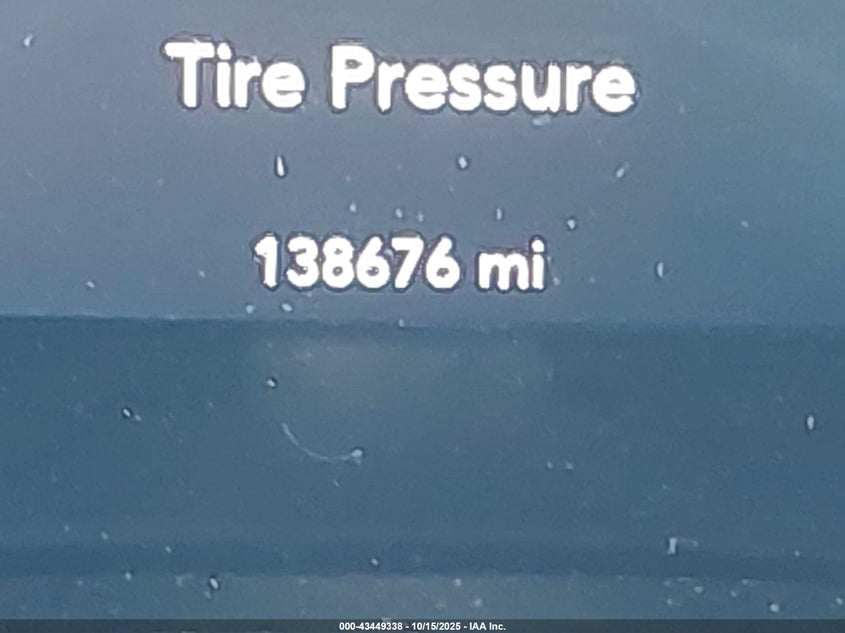 Tire Pressure
138676 mi
000-43449338 - 10/15/2025 - IAA Inc.